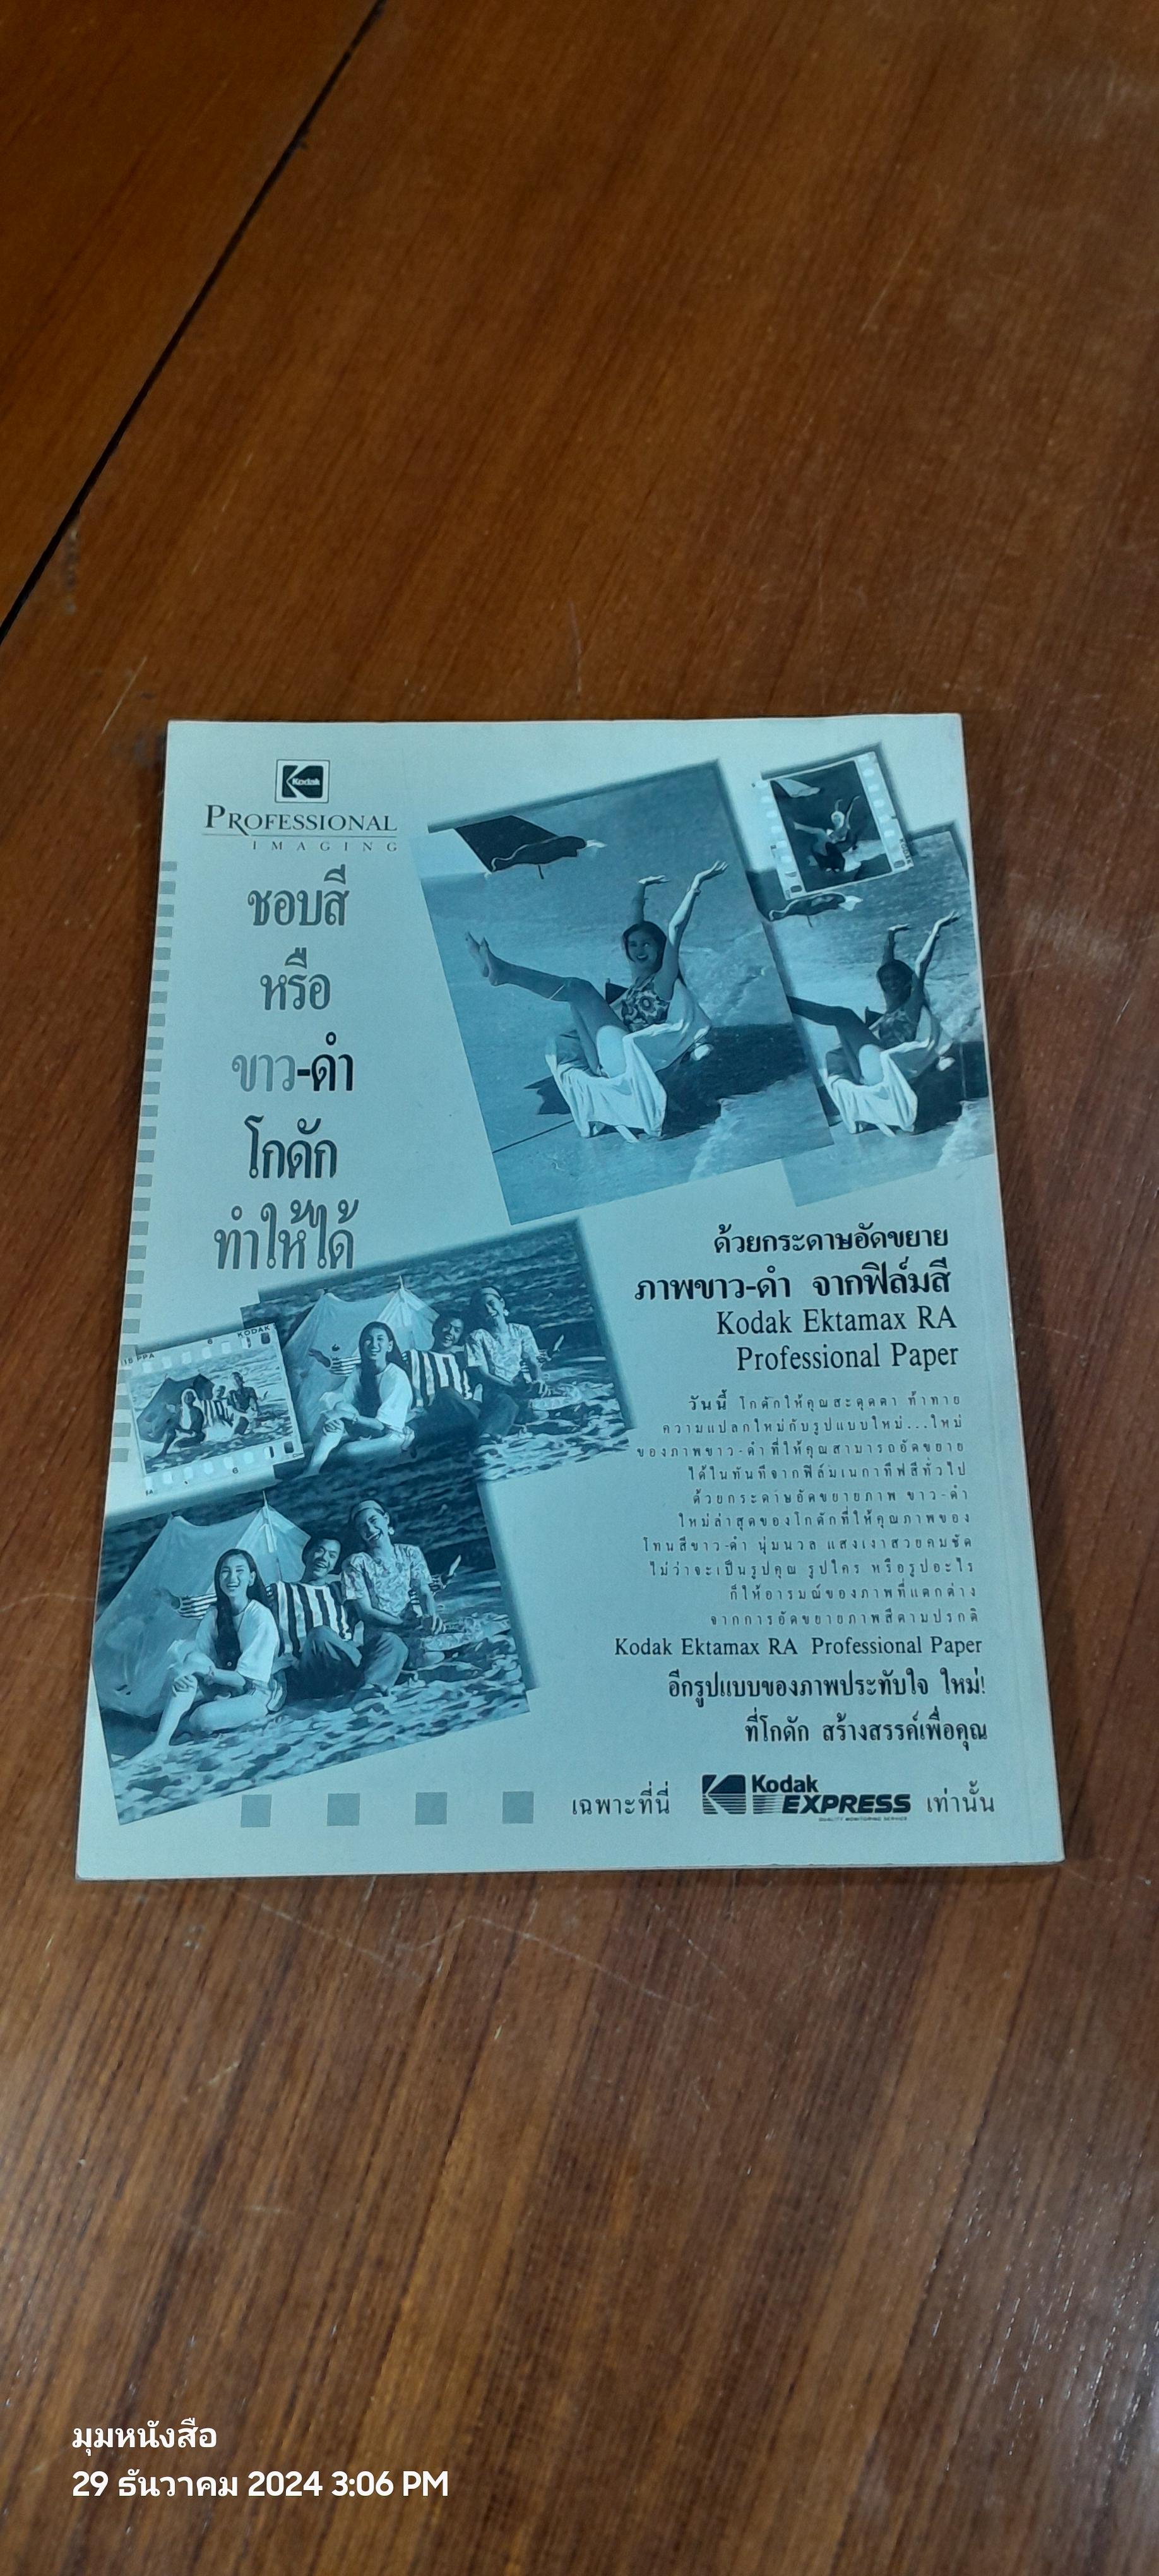 Kodak
PROFESSIONAL
IMAGING
ชอบสี
หรือ
ขาว-ดำ
โกดัก
ทำให้ได้
ด้วยกระดาษอัดขยาย
ภาพขาว-ดำ จากฟิล์มสี
Kodak Ektamax RA
Professional Paper
วันนี้ โกดักให้คุณสะดุดตา ท้าทาย
ความแปลกใหม่กับรูปแบบใหม่...ใหม่
ของภาพขาว-ดำที่ให้คุณสามารถอัดขยาย
ได้ในทันทีจากฟิล์มเนกาทีฟสีทั่วไป
ด้วยกระดาษอัดขยายภาพ ขาว-ดำ
ใหม่ล่าสุดของโกดักที่ให้คุณภาพของ
โทนสีขาว-ดำ นุ่มนวล แสงเงาสวยคมชัด
ไม่ว่าจะเป็นรูปคุณ รูปใคร หรือรูปอะไร
ก็ให้อารมณ์ของภาพที่แตกต่าง
จากการอัดขยายภาพสีตามปรกติ
Kodak Ektamax RA Professional Paper
อีกรูปแบบของภาพประทับใจ ใหม่!
ที่โกดัก สร้างสรรค์เพื่อคุณ
เฉพาะที่นี่ Kodak EXPRESS เท่านั้น
QUALITY MONITORING SERVICE
มุมหนังสือ
29 ธันวาคม 2024 3:06 PM